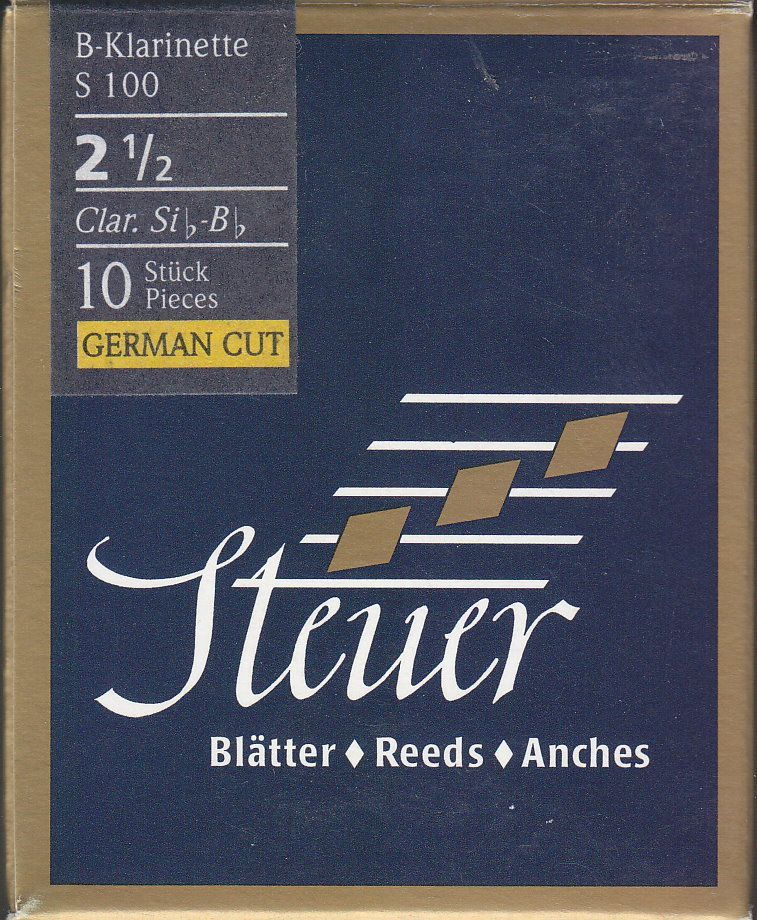 B-Klarinette
S 100
2 1/2
Clar. Si♭-B♭
10 Stück
Pieces
GERMAN CUT
Steuer
Blätter ♦ Reeds ♦ Anches